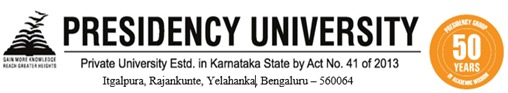 PRESIDENCY UNIVERSITY
Private University Estd. in Karnataka State by Act No. 41 of 2013
Itgalpura, Rajankunte, Yelahanka, Bengaluru – 560064
GAIN MORE KNOWLEDGE
REACH GREATER HEIGHTS
PRESIDENCY GROUP
50
YEARS